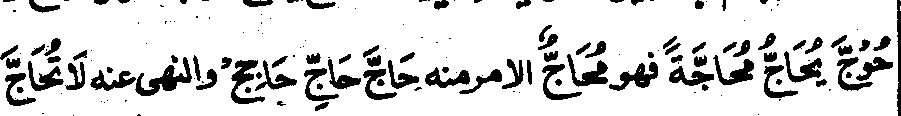 حُوْجَّ يُحَاجُّ مُحَاجَّةً فهو مُحَاجٌّ الامر منه حَاجَّ حَاجِّ حَاجِجْ والنهى عنه لَا تُحَاجَّ